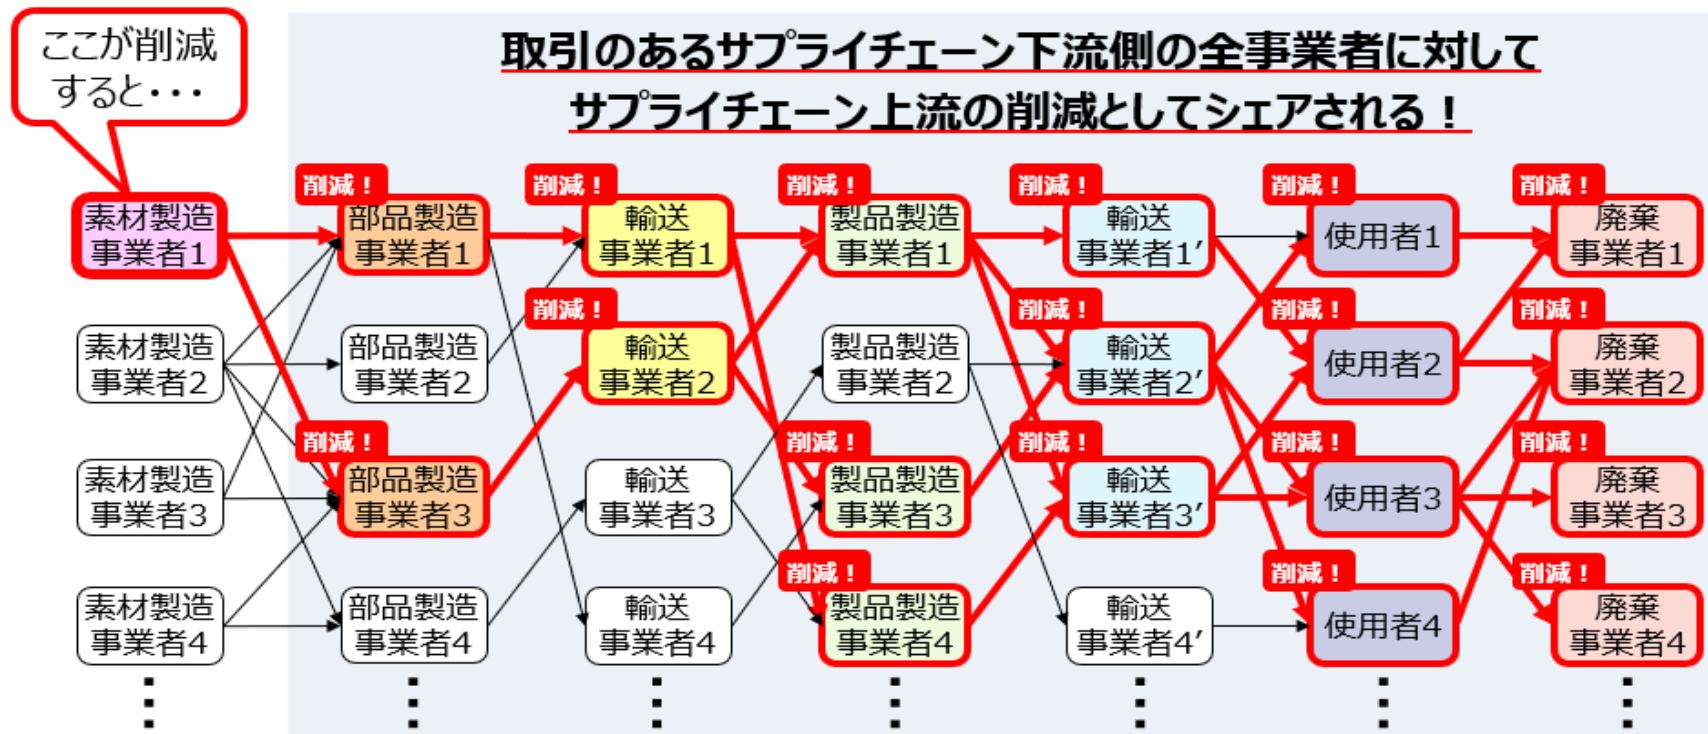 ここが削減
すると・・・
取引のあるサプライチェーン下流側の全事業者に対して
サプライチェーン上流の削減としてシェアされる！
削減！
削減！
削減！
削減！
削減！
削減！
素材製造
事業者1
部品製造
事業者1
輸送
事業者1
製品製造
事業者1
輸送
事業者1′
使用者1
廃棄
事業者1
削減！
削減！
削減！
削減！
素材製造
事業者2
部品製造
事業者2
輸送
事業者2
製品製造
事業者2
輸送
事業者2′
使用者2
廃棄
事業者2
削減！
削減！
削減！
削減！
削減！
素材製造
事業者3
部品製造
事業者3
輸送
事業者3
製品製造
事業者3
輸送
事業者3′
使用者3
廃棄
事業者3
削減！
削減！
削減！
素材製造
事業者4
部品製造
事業者4
輸送
事業者4
製品製造
事業者4
輸送
事業者4′
使用者4
廃棄
事業者4